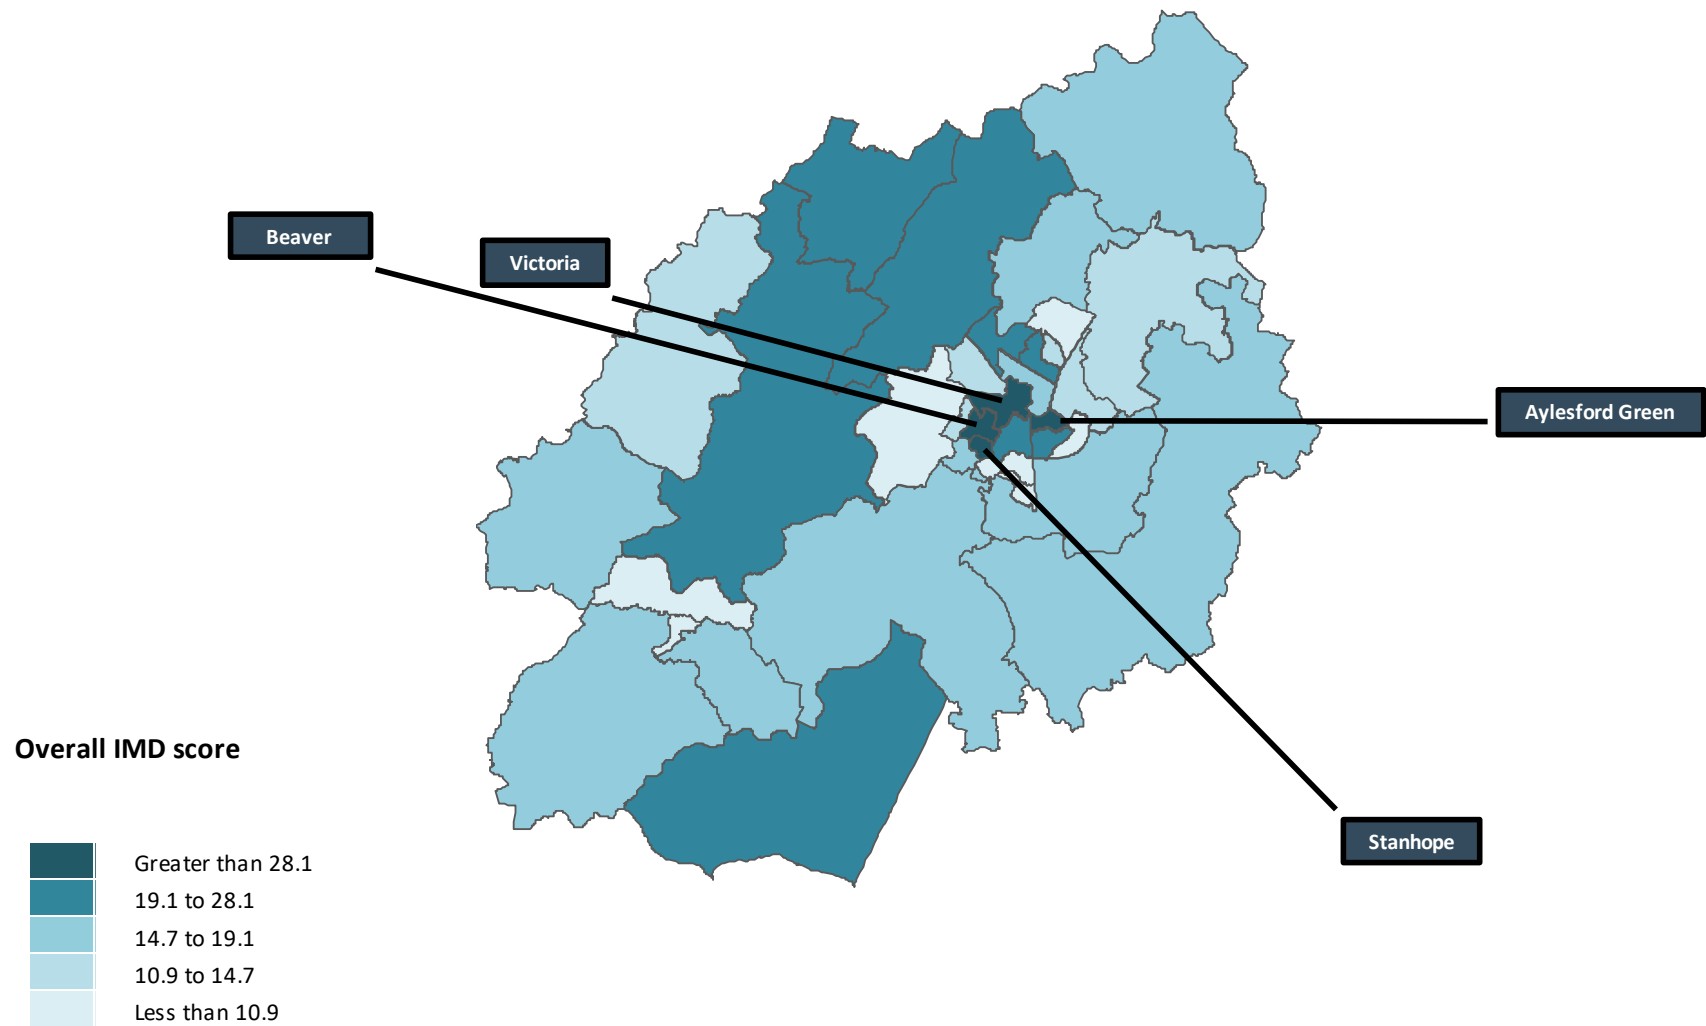 Beaver
Victoria
Aylesford Green
Stanhope
Overall IMD score
Greater than 28.1
19.1 to 28.1
14.7 to 19.1
10.9 to 14.7
Less than 10.9